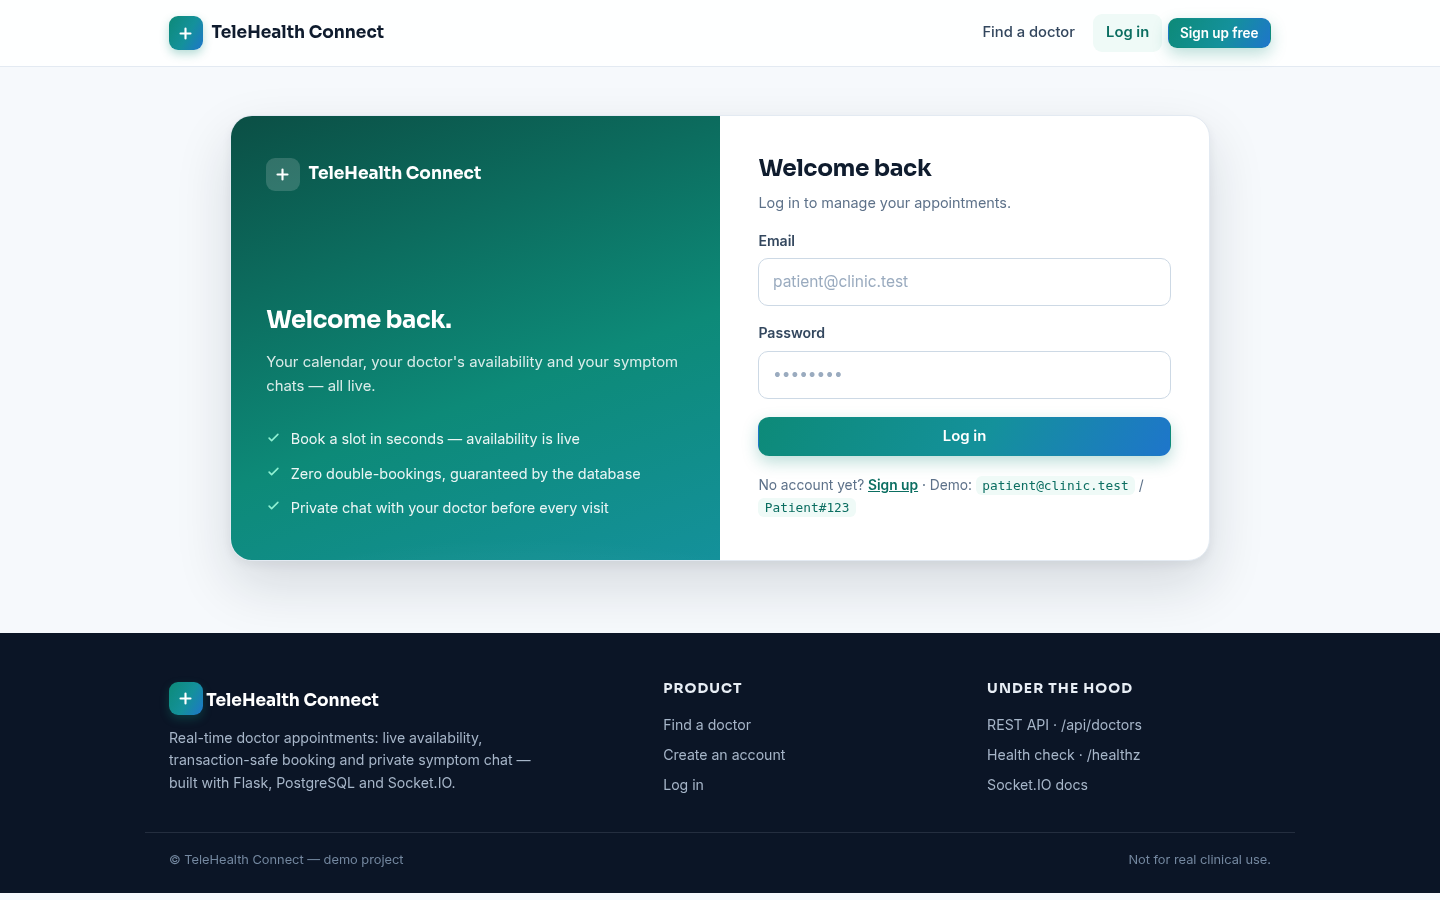 TeleHealth Connect
Find a doctor
Log in
Sign up free
TeleHealth Connect
Welcome back.
Your calendar, your doctor's availability and your symptom
chats — all live.
Book a slot in seconds — availability is live
Zero double-bookings, guaranteed by the database
Private chat with your doctor before every visit
Welcome back
Log in to manage your appointments.
Email
patient@clinic.test
Password
••••••••
Log in
No account yet? Sign up · Demo: patient@clinic.test /
Patient#123
TeleHealth Connect
Real-time doctor appointments: live availability,
transaction-safe booking and private symptom chat —
built with Flask, PostgreSQL and Socket.IO.
PRODUCT
Find a doctor
Create an account
Log in
UNDER THE HOOD
REST API · /api/doctors
Health check · /healthz
Socket.IO docs
© TeleHealth Connect — demo project
Not for real clinical use.